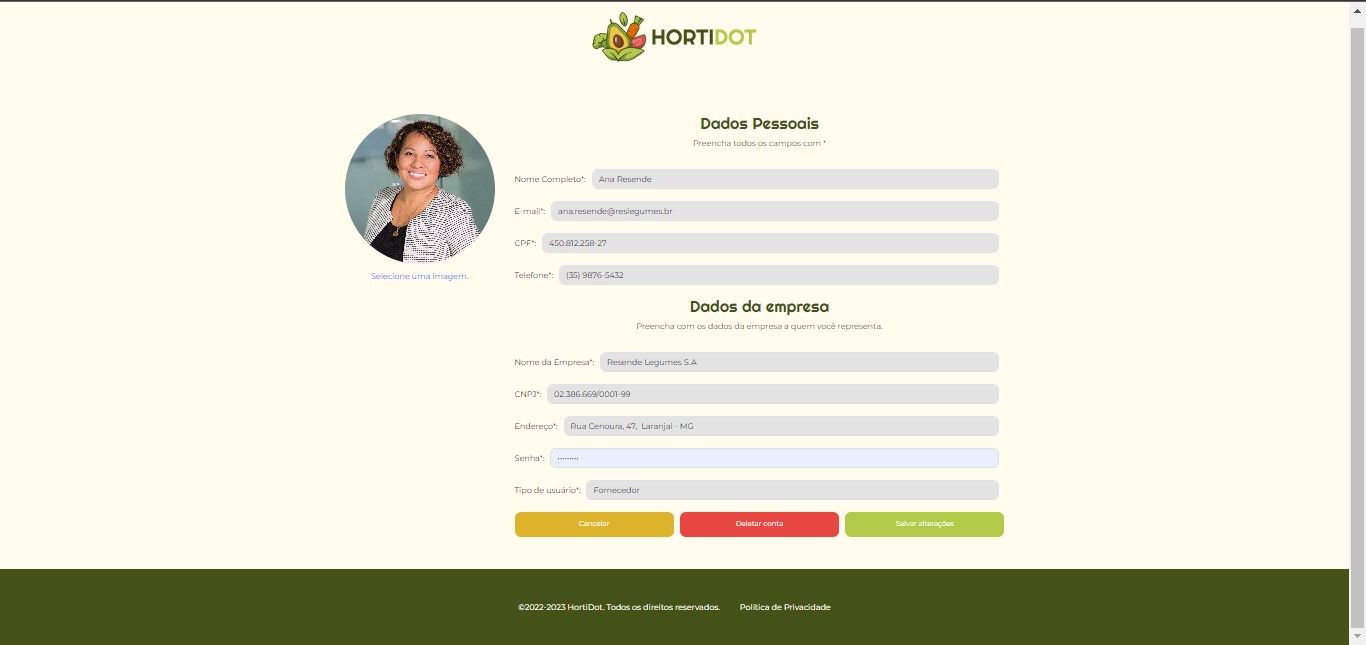 HORTIDOT
Dados Pessoais
Preencha todos os campos com *
Nome Completo*: Ana Resende
E-mail*: ana.resende@reslegumes.br
CPF*: 450.812.258-27
Telefone*: (35) 9876-5432
Selecione uma imagem.
Dados da empresa
Preencha com os dados da empresa a quem você representa.
Nome da Empresa*: Resende Legumes S.A
CNPJ*: 02.386.669/0001-99
Endereço*: Rua Cenoura, 47, Laranjal - MG
Senha*: •••••••••
Tipo de usuário*: Fornecedor
Cancelar Deletar conta Salvar alterações
©2022-2023 HortiDot. Todos os direitos reservados. Política de Privacidade